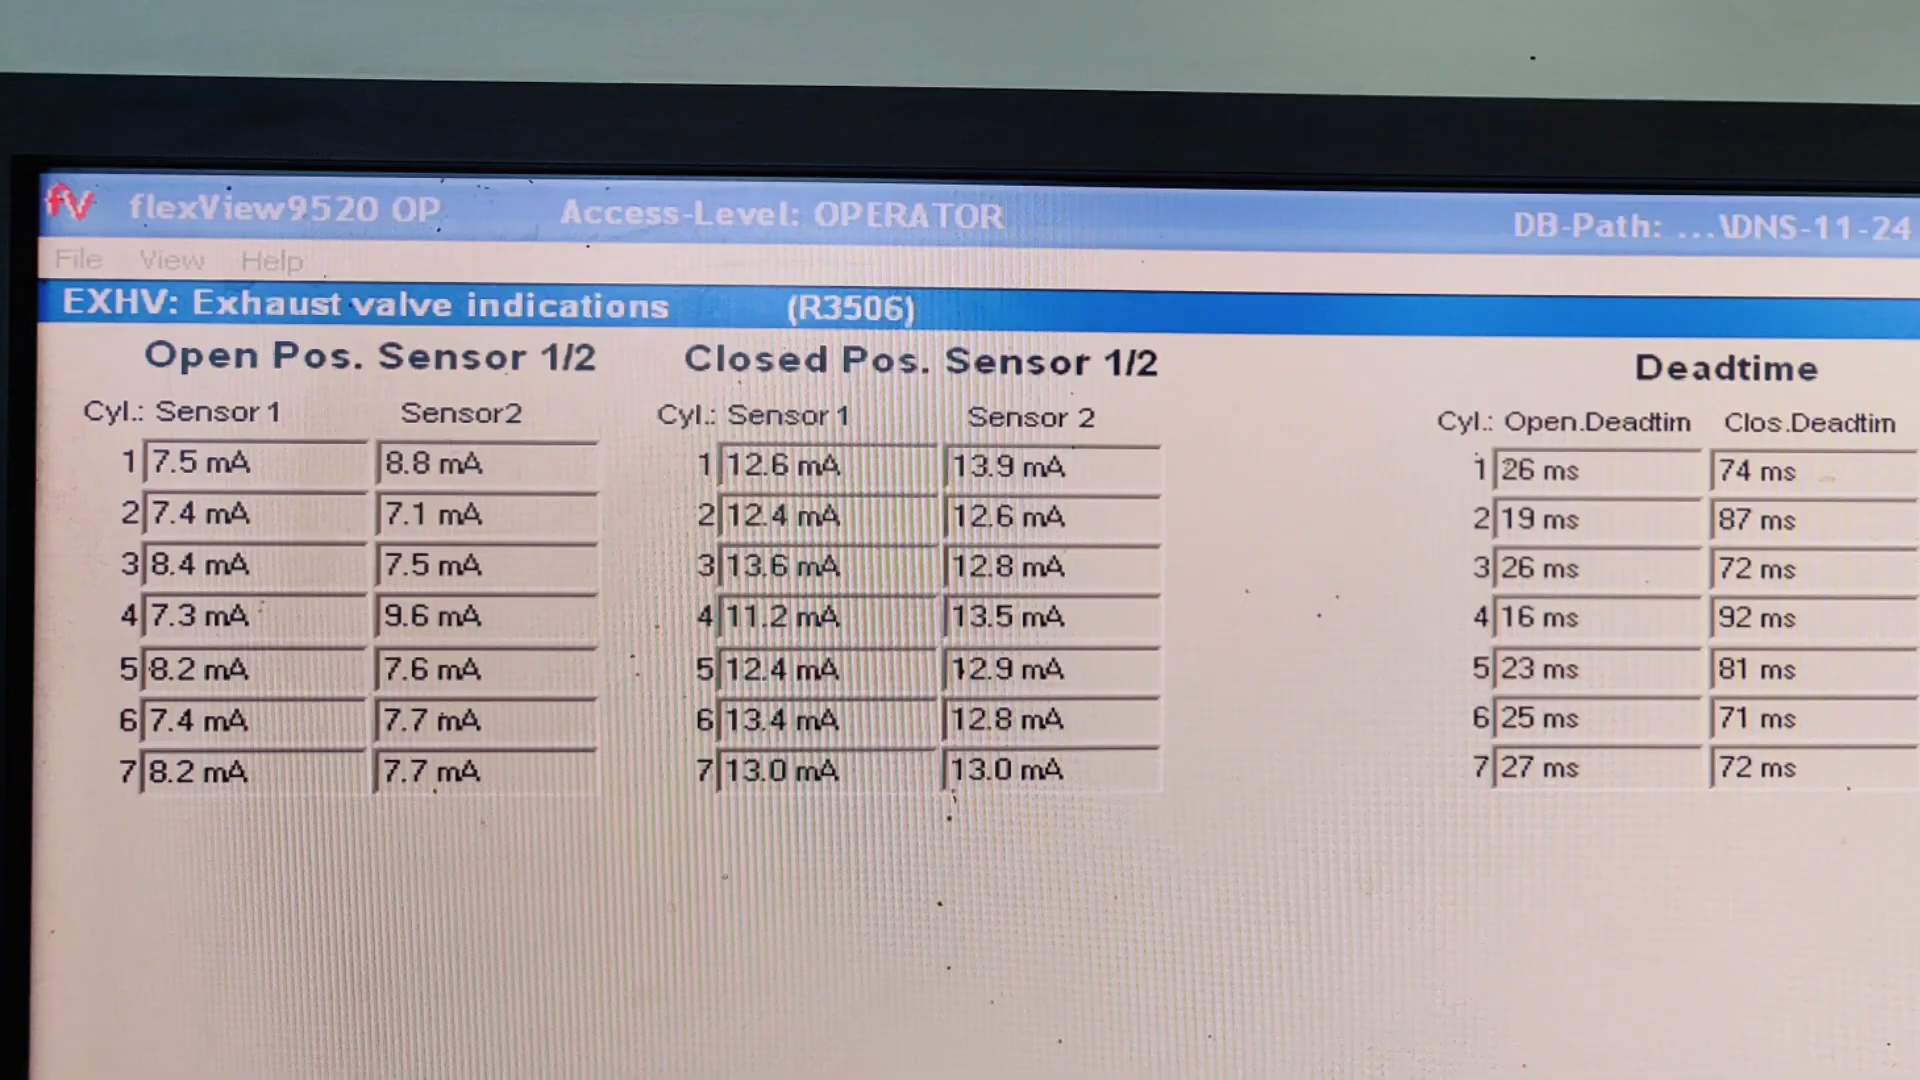 fV flexView9520 OP Access-Level: OPERATOR DB-Path: ...\DNS-11-24
File View Help
EXHV: Exhaust valve indications (R3506)
Open Pos. Sensor 1/2 Closed Pos. Sensor 1/2 Deadtime
Cyl.: Sensor 1 Sensor2 Cyl.: Sensor 1 Sensor 2 Cyl.: Open.Deadtim Clos.Deadtim
1 7.5 mA 8.8 mA 1 12.6 mA 13.9 mA 1 26 ms 74 ms
2 7.4 mA 7.1 mA 2 12.4 mA 12.6 mA 2 19 ms 87 ms
3 8.4 mA 7.5 mA 3 13.6 mA 12.8 mA 3 26 ms 72 ms
4 7.3 mA 9.6 mA 4 11.2 mA 13.5 mA 4 16 ms 92 ms
5 8.2 mA 7.6 mA 5 12.4 mA 12.9 mA 5 23 ms 81 ms
6 7.4 mA 7.7 mA 6 13.4 mA 12.8 mA 6 25 ms 71 ms
7 8.2 mA 7.7 mA 7 13.0 mA 13.0 mA 7 27 ms 72 ms